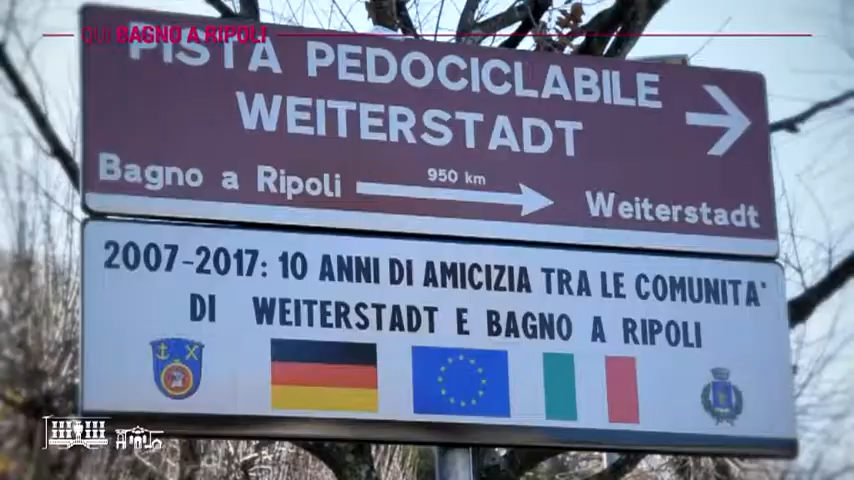 QUI BAGNO A RIPOLI
PISTA PEDOCICLABILE
WEITERSTADT
Bagno a Ripoli 950 km Weiterstadt
2007-2017: 10 ANNI DI AMICIZIA TRA LE COMUNITA'
DI WEITERSTADT E BAGNO A RIPOLI